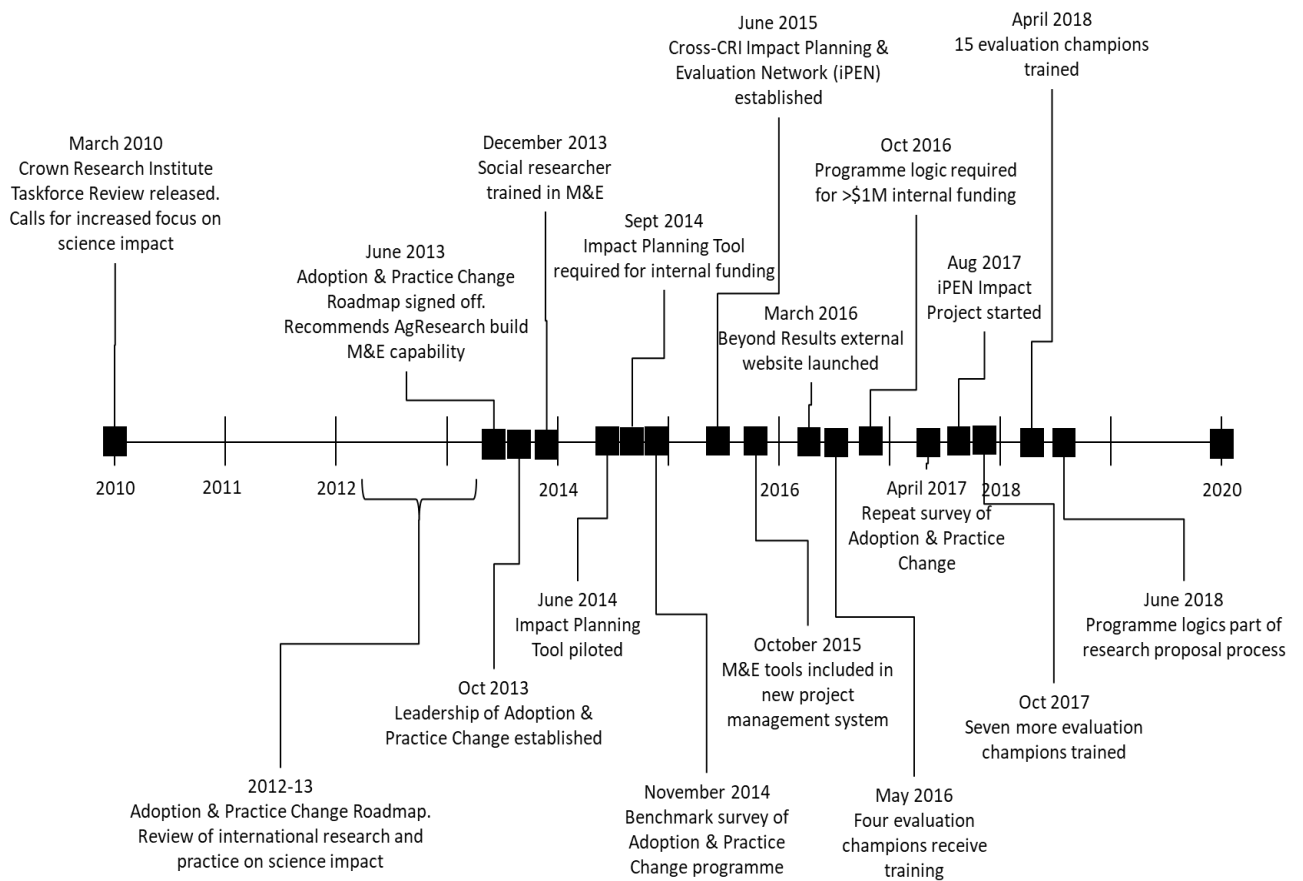 June 2015
Cross-CRI Impact Planning &
Evaluation Network (iPEN)
established
April 2018
15 evaluation champions
trained
March 2010
Crown Research Institute
Taskforce Review released.
Calls for increased focus on
science impact
December 2013
Social researcher
trained in M&E
Oct 2016
Programme logic required
for >$1M internal funding
Sept 2014
Impact Planning Tool
required for internal funding
June 2013
Adoption & Practice Change
Roadmap signed off.
Recommends AgResearch build
M&E capability
Aug 2017
iPEN Impact
Project started
March 2016
Beyond Results external
website launched
2010
2011
2012
2014
2016
2018
2020
April 2017
Repeat survey of
Adoption & Practice
Change
June 2014
Impact Planning
Tool piloted
June 2018
Programme logics part of
research proposal process
October 2015
M&E tools included in
new project
management system
Oct 2013
Leadership of Adoption &
Practice Change established
Oct 2017
Seven more evaluation
champions trained
2012-13
Adoption & Practice Change Roadmap.
Review of international research and
practice on science impact
November 2014
Benchmark survey of
Adoption & Practice
Change programme
May 2016
Four evaluation
champions receive
training